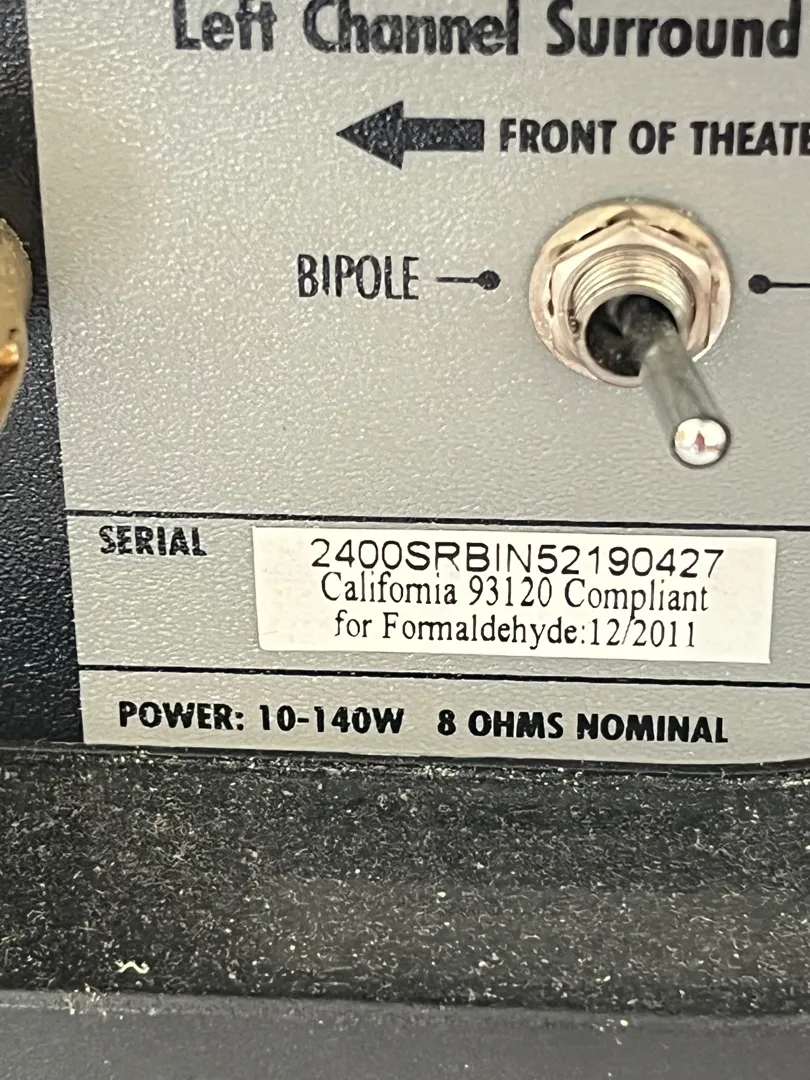 Left Channel Surround
FRONT OF THEATE
BIPOLE
SERIAL
2400SRBIN52190427
California 93120 Compliant
for Formaldehyde:12/2011
POWER: 10-140W 8 OHMS NOMINAL